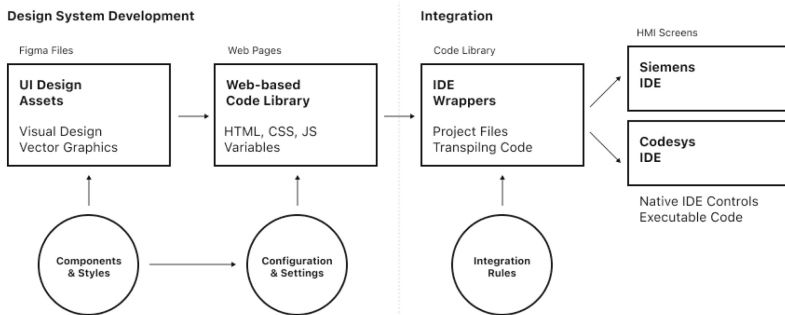 Design System Development
Integration
Figma Files
Web Pages
Code Library
HMI Screens
UI Design
Assets
Visual Design
Vector Graphics
Web-based
Code Library
HTML, CSS, JS
Variables
IDE
Wrappers
Project Files
Transpilng Code
Siemens
IDE
Codesys
IDE
Native IDE Controls
Executable Code
Components
& Styles
Configuration
& Settings
Integration
Rules